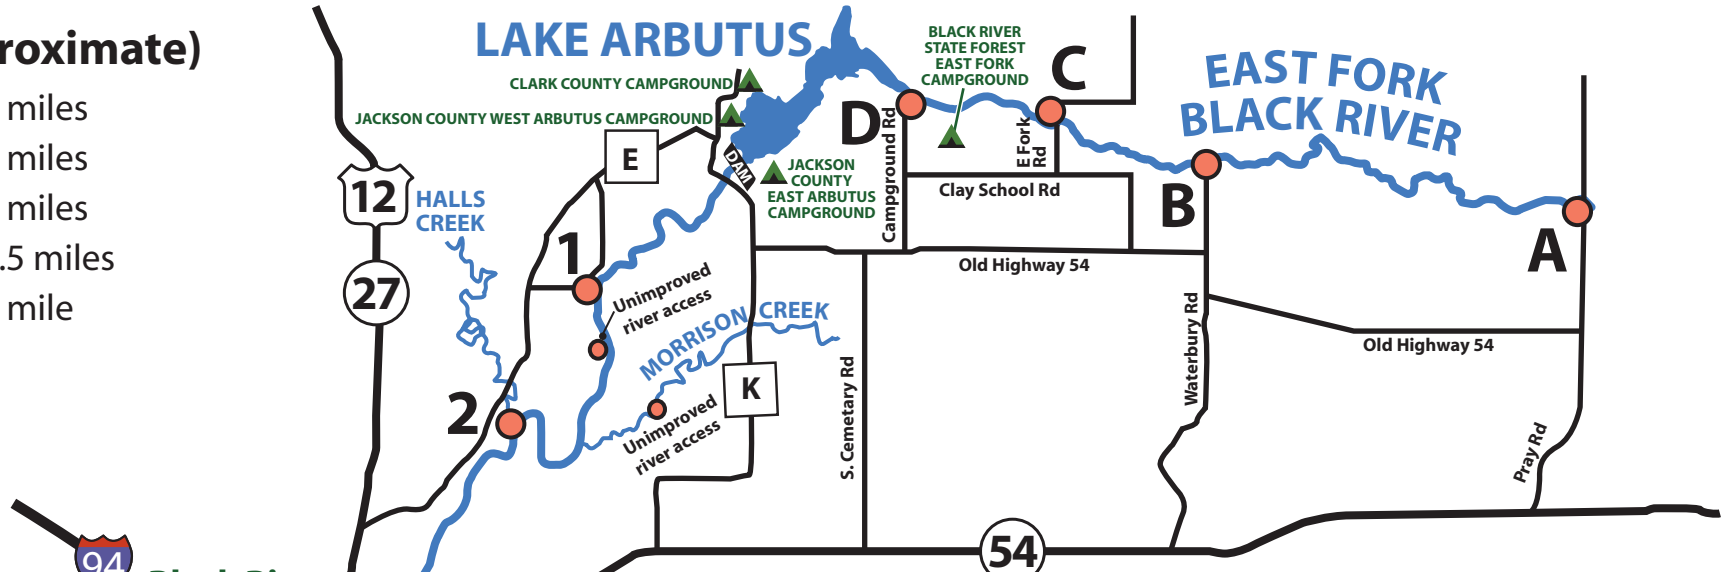 roximate)
miles
miles
miles
.5 miles
mile
LAKE ARBUTUS
CLARK COUNTY CAMPGROUND
JACKSON COUNTY WEST ARBUTUS CAMPGROUND
BLACK RIVER
STATE FOREST
EAST FORK
CAMPGROUND
C
EAST FORK
BLACK RIVER
D
Campground Rd
E Fork
Rd
E
DAM
JACKSON
COUNTY
EAST ARBUTUS
CAMPGROUND
Clay School Rd
B
A
12
27
HALLS
CREEK
1
Old Highway 54
Unimproved
river access
MORRISON CREEK
Waterbury Rd
Old Highway 54
K
S. Cemetary Rd
2
Unimproved
river access
Pray Rd
54
94